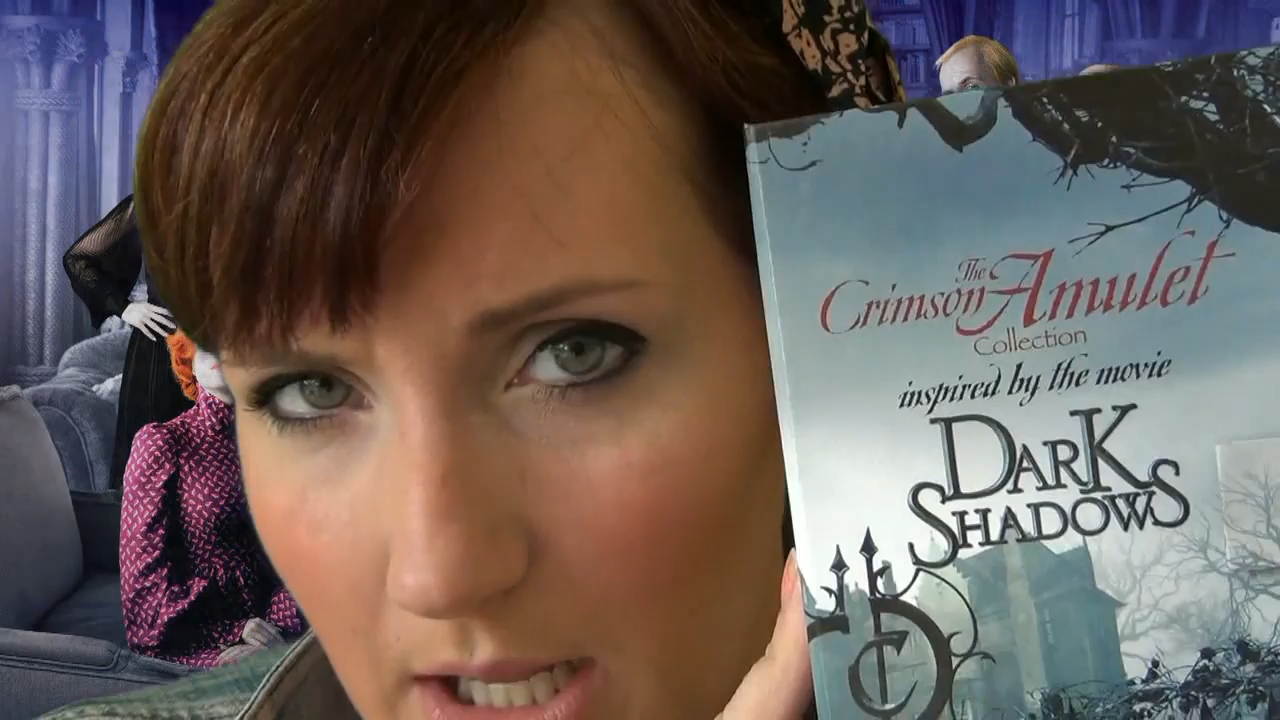 The
Crimson Amulet
Collection
inspired by the movie
DARK
SHADOWS
C